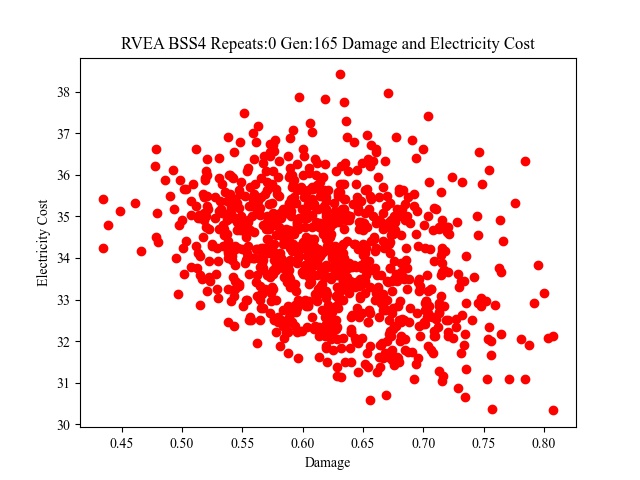 RVEA BSS4 Repeats:0 Gen:165 Damage and Electricity Cost
38
37
36
35
34
33
32
31
30
Electricity Cost
0.45 0.50 0.55 0.60 0.65 0.70 0.75 0.80
Damage